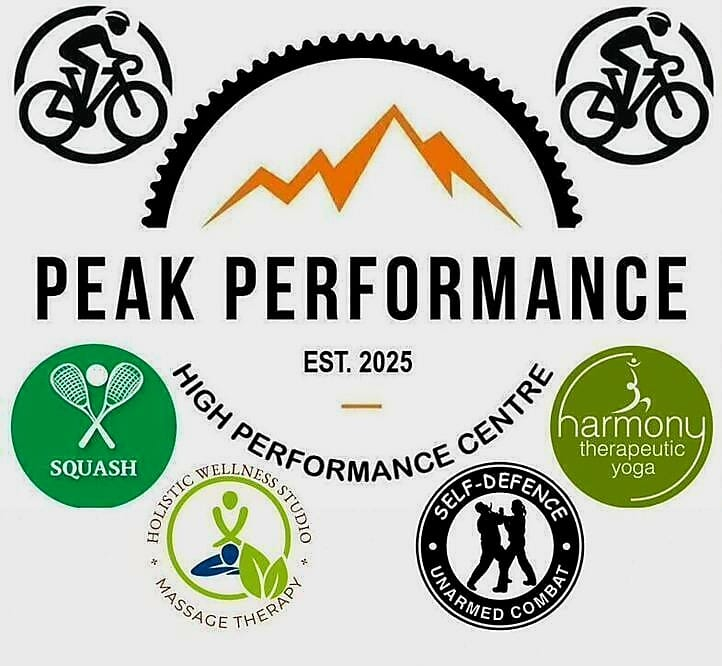 PEAK PERFORMANCE
EST. 2025
HIGH PERFORMANCE CENTRE
SQUASH
harmony
therapeutic
yoga
HOLISTIC WELLNESS STUDIO
MASSAGE THERAPY
SELF-DEFENCE
UNARMED COMBAT